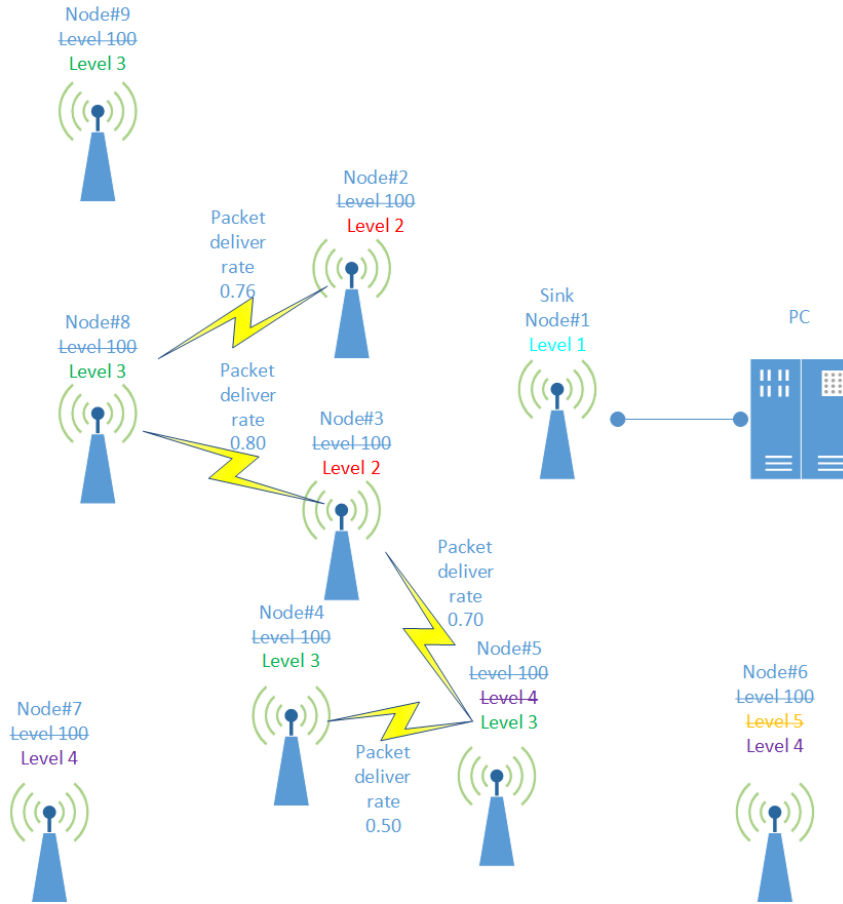 Node#9
Level 100
Level 3
Node#2
Level 100
Level 2
Packet
deliver
rate
0.76
Sink
Node#1
Level 1
PC
Node#8
Level 100
Level 3
Packet
deliver
rate
0.80
Node#3
Level 100
Level 2
Packet
deliver
rate
0.70
Node#4
Level 100
Level 3
Node#5
Level 100
Level 4
Level 3
Node#6
Level 100
Level 5
Level 4
Node#7
Level 100
Level 4
Packet
deliver
rate
0.50